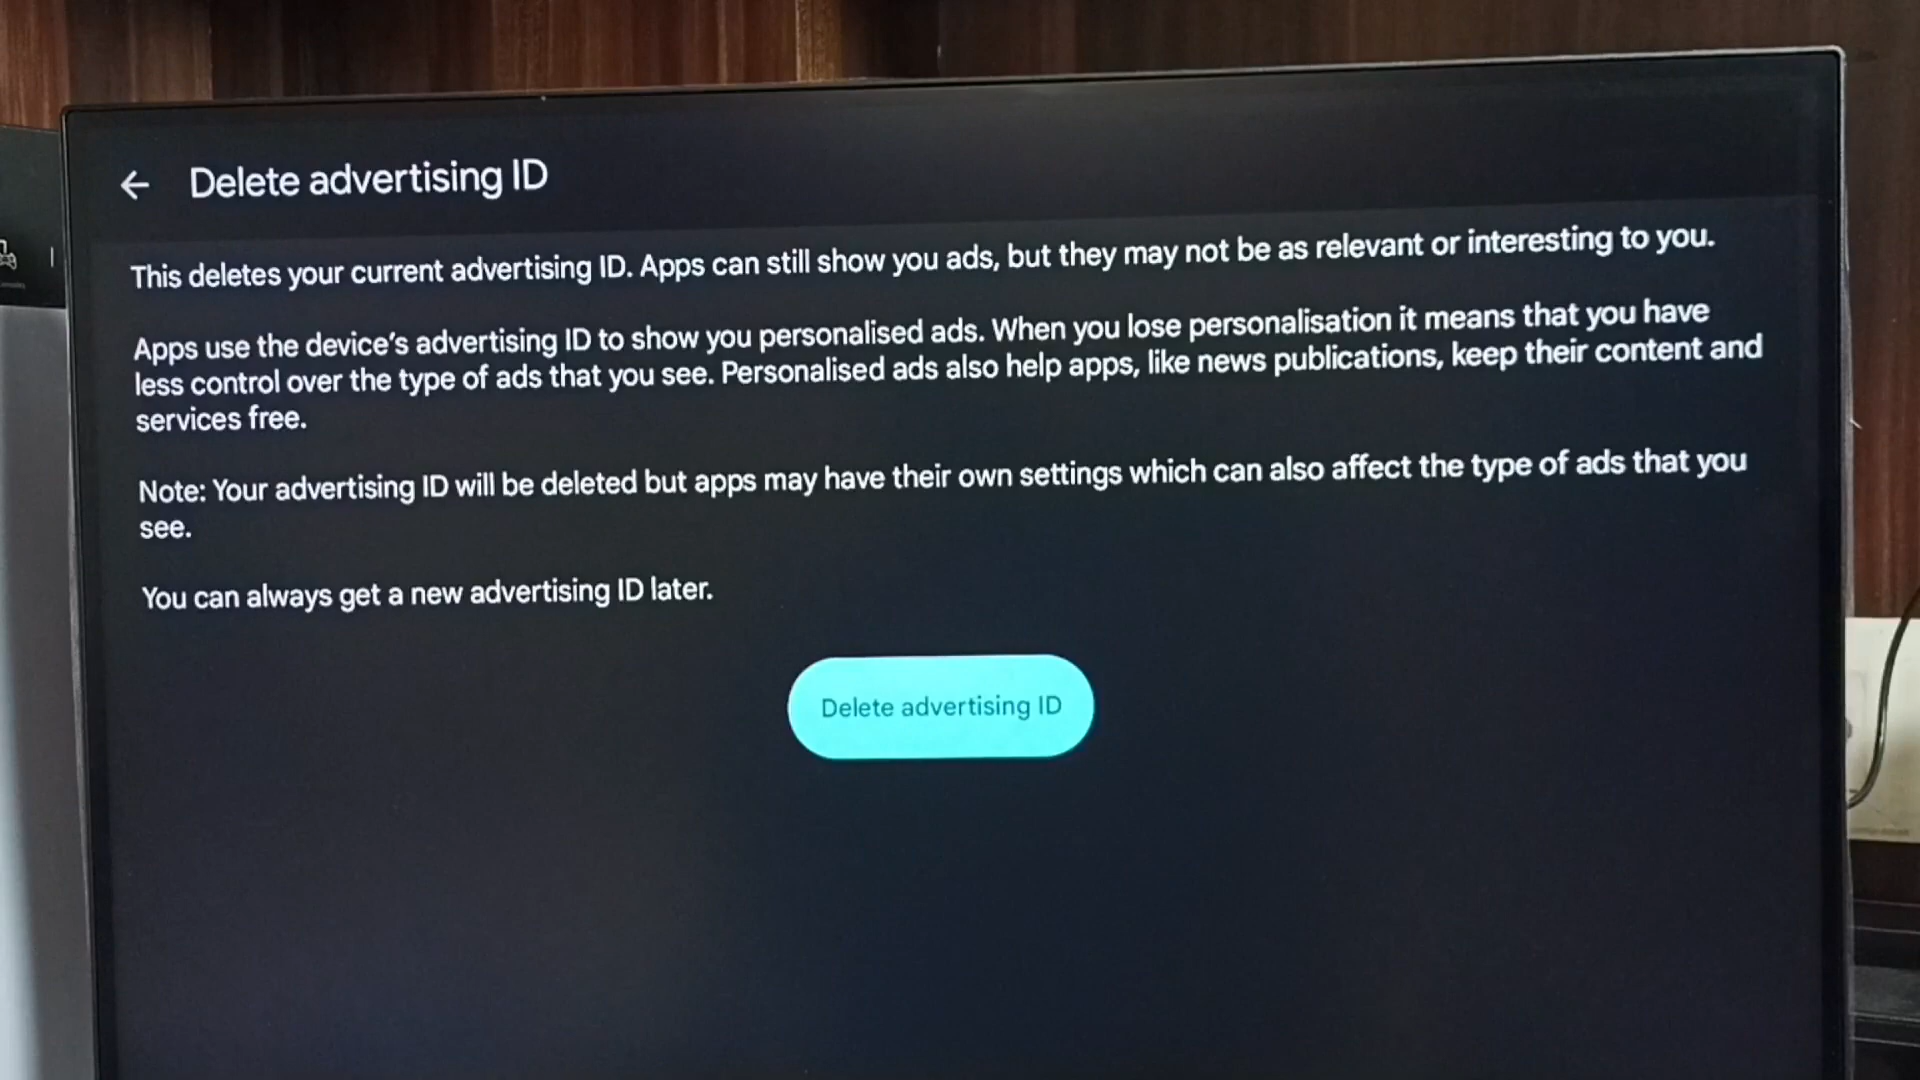 Delete advertising ID
This deletes your current advertising ID. Apps can still show you ads, but they may not be as relevant or interesting to you.
Apps use the device's advertising ID to show you personalised ads. When you lose personalisation it means that you have
less control over the type of ads that you see. Personalised ads also help apps, like news publications, keep their content and
services free.
Note: Your advertising ID will be deleted but apps may have their own settings which can also affect the type of ads that you
see.
You can always get a new advertising ID later.
Delete advertising ID